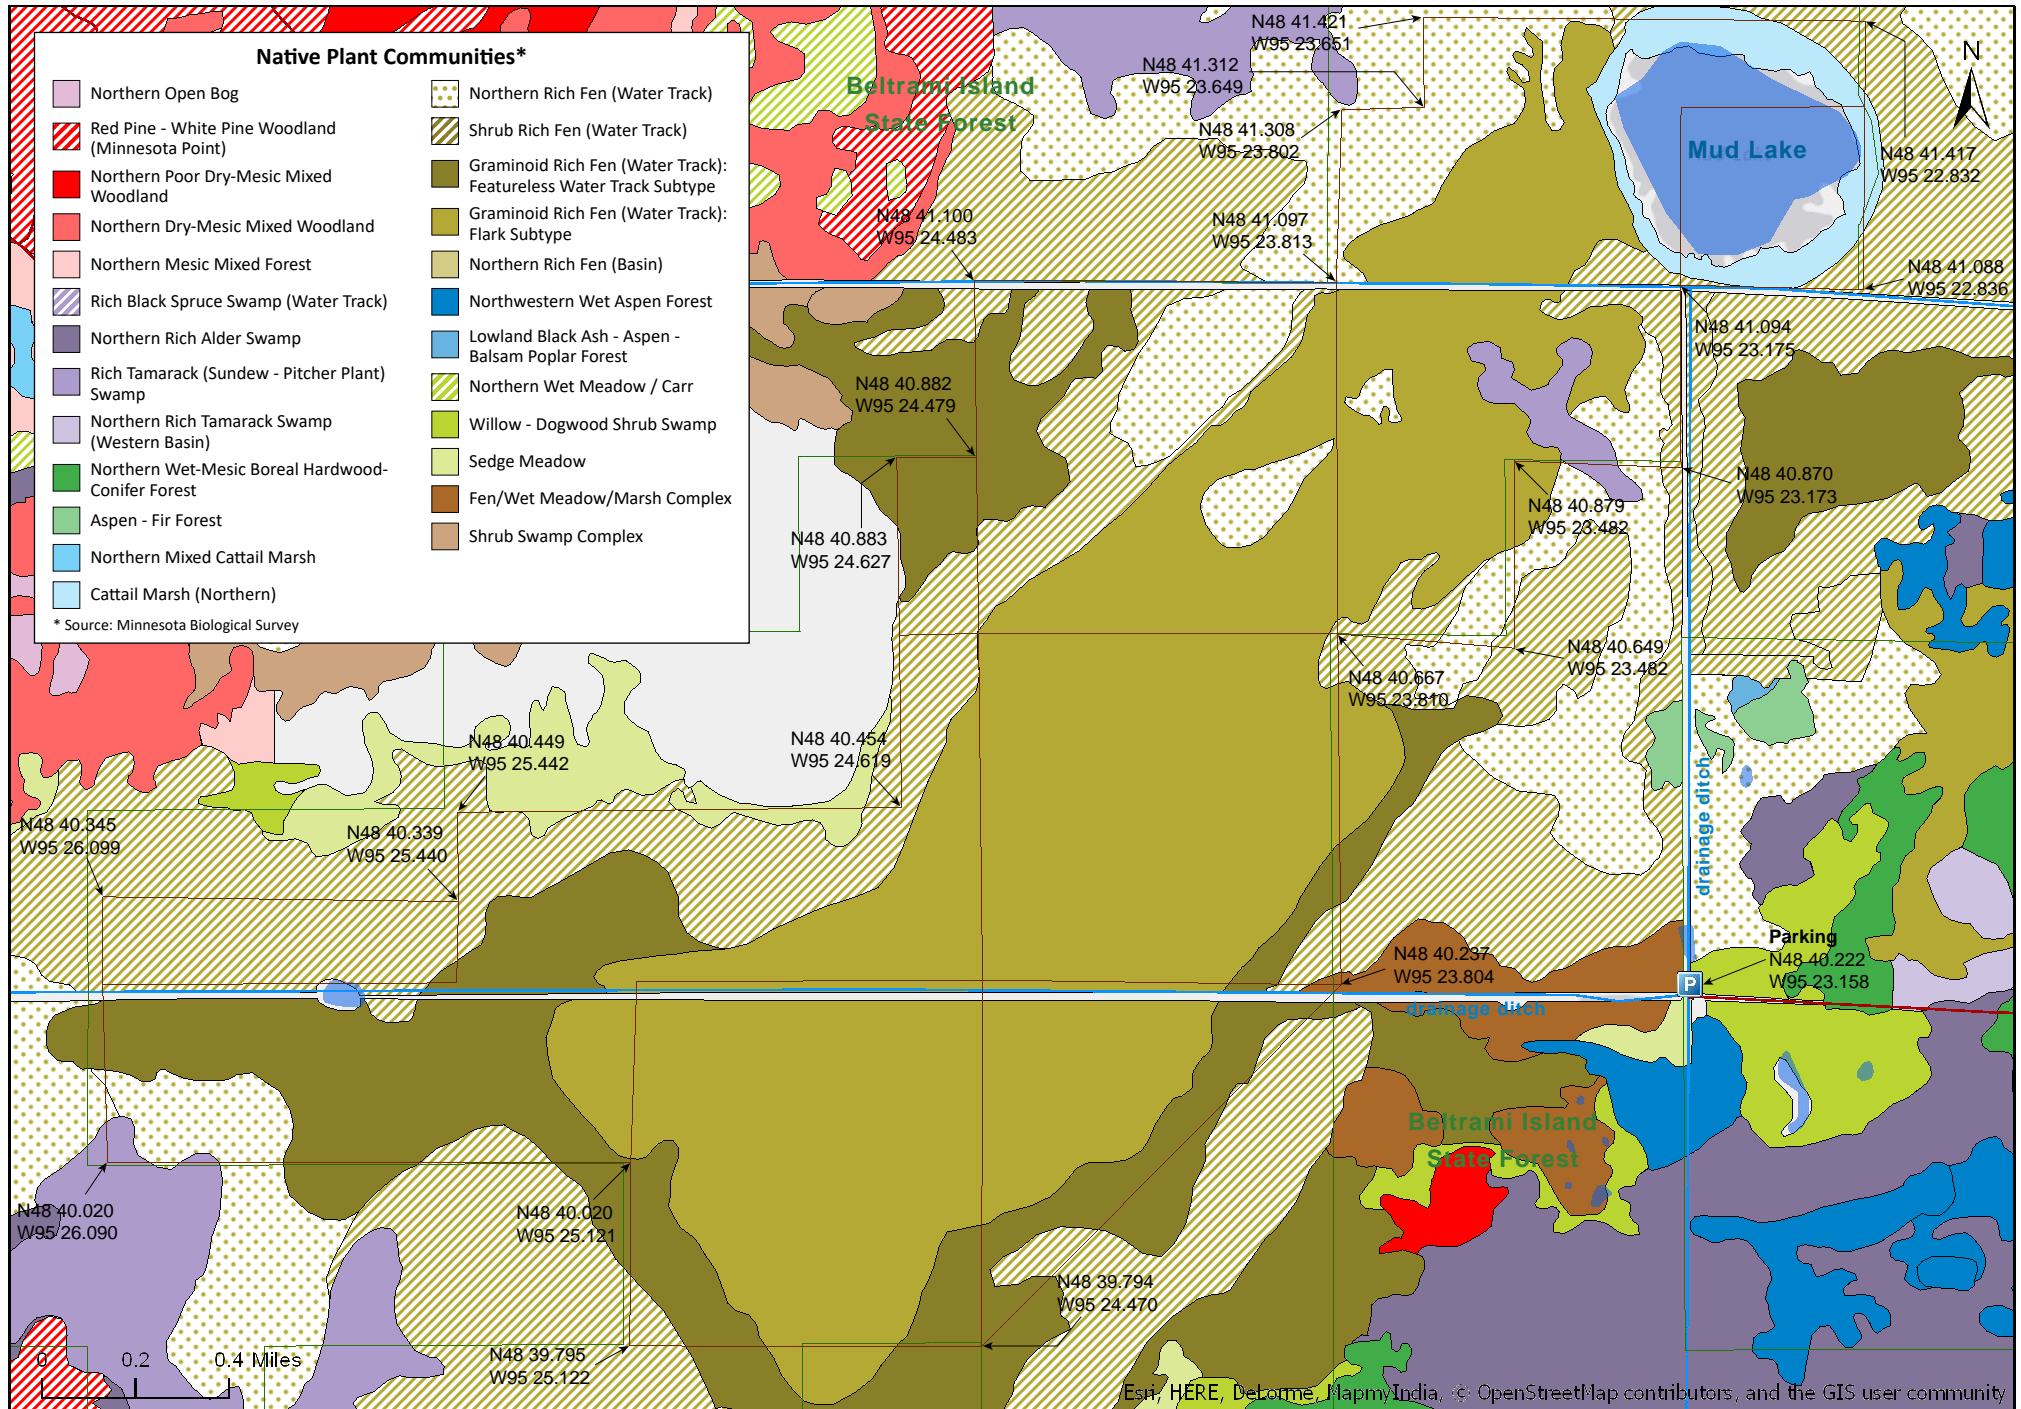 Native Plant Communities*
Northern Open Bog
Red Pine - White Pine Woodland
(Minnesota Point)
Northern Poor Dry-Mesic Mixed
Woodland
Northern Dry-Mesic Mixed Woodland
Northern Mesic Mixed Forest
Rich Black Spruce Swamp (Water Track)
Northern Rich Alder Swamp
Rich Tamarack (Sundew - Pitcher Plant)
Swamp
Northern Rich Tamarack Swamp
(Western Basin)
Northern Wet-Mesic Boreal Hardwood-
Conifer Forest
Aspen - Fir Forest
Northern Mixed Cattail Marsh
Cattail Marsh (Northern)
* Source: Minnesota Biological Survey
Northern Rich Fen (Water Track)
Shrub Rich Fen (Water Track)
Graminoid Rich Fen (Water Track):
Featureless Water Track Subtype
Graminoid Rich Fen (Water Track):
Flark Subtype
Northern Rich Fen (Basin)
Northwestern Wet Aspen Forest
Lowland Black Ash - Aspen -
Balsam Poplar Forest
Northern Wet Meadow / Carr
Willow - Dogwood Shrub Swamp
Sedge Meadow
Fen/Wet Meadow/Marsh Complex
Shrub Swamp Complex
Beltrami Island
State Forest
N48 41.421
W95 23.651
N48 41.312
W95 23.649
N48 41.308
W95 23.802
N48 41.100
W95 24.483
N48 41.097
W95 23.813
Mud Lake
N
N48 41.417
W95 22.832
N48 41.088
W95 22.836
N48 41.094
W95 23.175
N48 40.882
W95 24.479
N48 40.883
W95 24.627
N48 40.870
W95 23.173
N48 40.879
W95 23.482
N48 40.649
W95 23.482
N48 40.667
W95 23.810
N48 40.449
W95 25.442
N48 40.454
W95 24.619
N48 40.345
W95 26.099
N48 40.339
W95 25.440
drainage ditch
Parking
N48 40.222
W95 23.158
P
N48 40.237
W95 23.804
drainage ditch
Beltrami Island
State Forest
N48 40.020
W95 26.090
N48 40.020
W95 25.121
N48 39.794
W95 24.470
N48 39.795
W95 25.122
0 0.2 0.4 Miles
Esri, HERE, DeLorme, MapmyIndia, © OpenStreetMap contributors, and the GIS user community